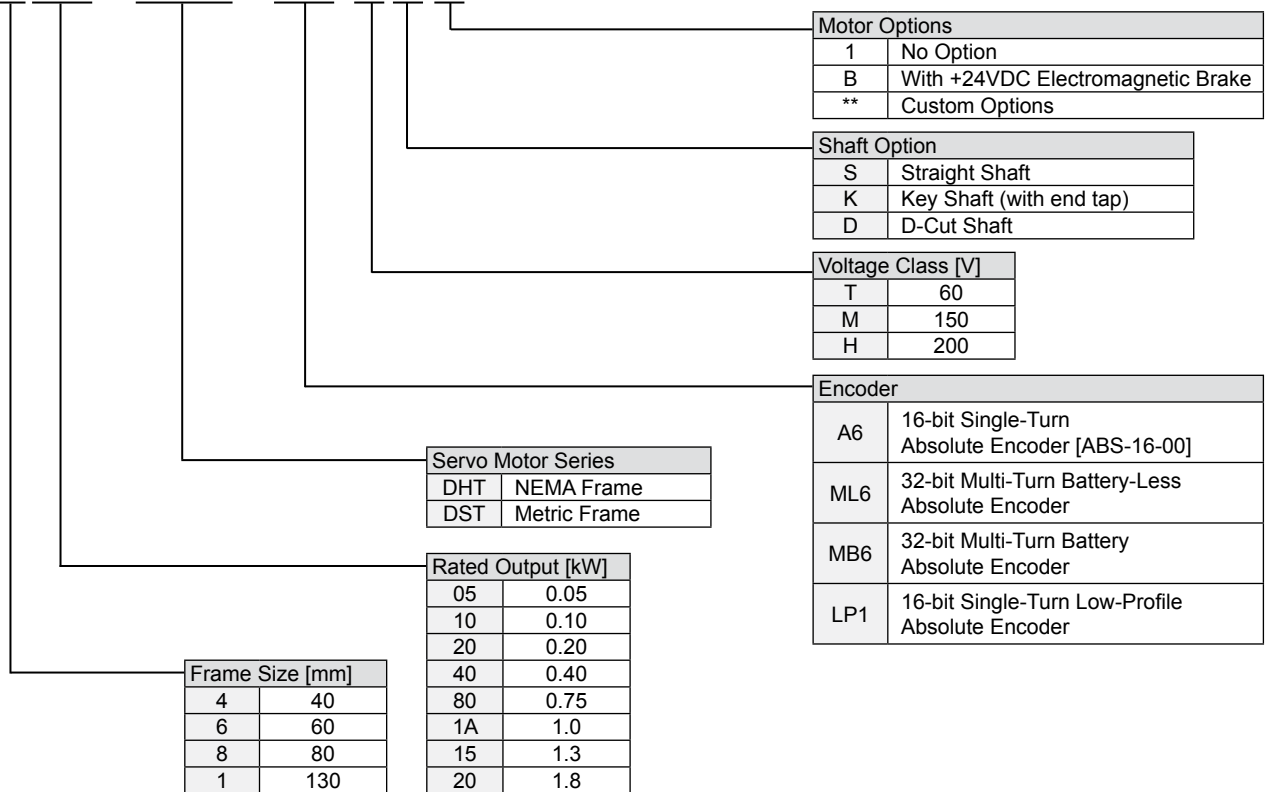 Motor Options
1 No Option
B With +24VDC Electromagnetic Brake
** Custom Options
Shaft Option
S Straight Shaft
K Key Shaft (with end tap)
D D-Cut Shaft
Voltage Class [V]
T 60
M 150
H 200
Encoder
A6 16-bit Single-Turn
Absolute Encoder [ABS-16-00]
ML6 32-bit Multi-Turn Battery-Less
Absolute Encoder
MB6 32-bit Multi-Turn Battery
Absolute Encoder
LP1 16-bit Single-Turn Low-Profile
Absolute Encoder
Servo Motor Series
DHT NEMA Frame
DST Metric Frame
Rated Output [kW]
05 0.05
10 0.10
20 0.20
40 0.40
80 0.75
1A 1.0
15 1.3
20 1.8
Frame Size [mm]
4 40
6 60
8 80
1 130